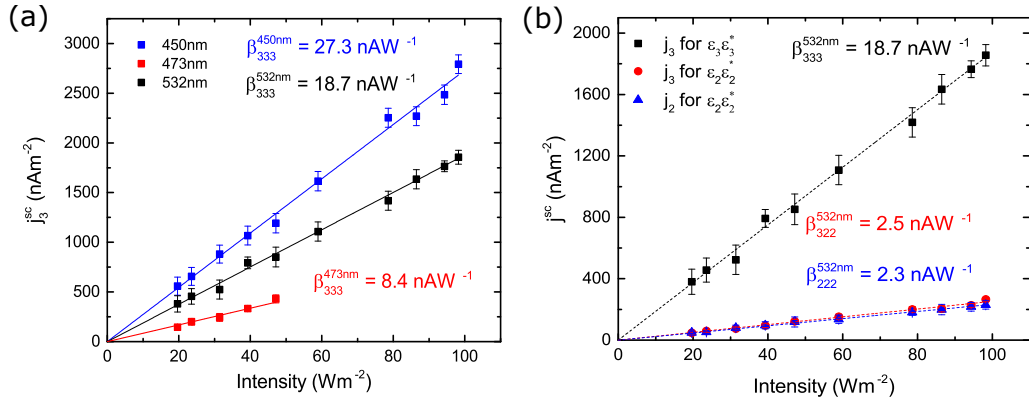 (a)
450nm
473nm
532nm
β₃₃₃⁴⁵⁰ⁿᵐ = 27.3 nAW ⁻¹
β₃₃₃⁵³²ⁿᵐ = 18.7 nAW ⁻¹
β₃₃₃⁴⁷³ⁿᵐ = 8.4 nAW ⁻¹
3000
2500
2000
1750
1500
1000
500
250
0
j₃ˢᶜ (nAm⁻²)
0 20 40 60 80 100
Intensity (Wm⁻²)
(b)
j₃ for ε₃ε₃*
j₃ for ε₂ε₂*
j₂ for ε₂ε₂*
β₃₃₃⁵³²ⁿᵐ = 18.7 nAW ⁻¹
β₃₂₂⁵³²ⁿᵐ = 2.5 nAW ⁻¹
β₂₂₂⁵³²ⁿᵐ = 2.3 nAW ⁻¹
2000
1600
1200
800
400
0
jˢᶜ (nAm⁻²)
0 20 40 60 80 100
Intensity (Wm⁻²)